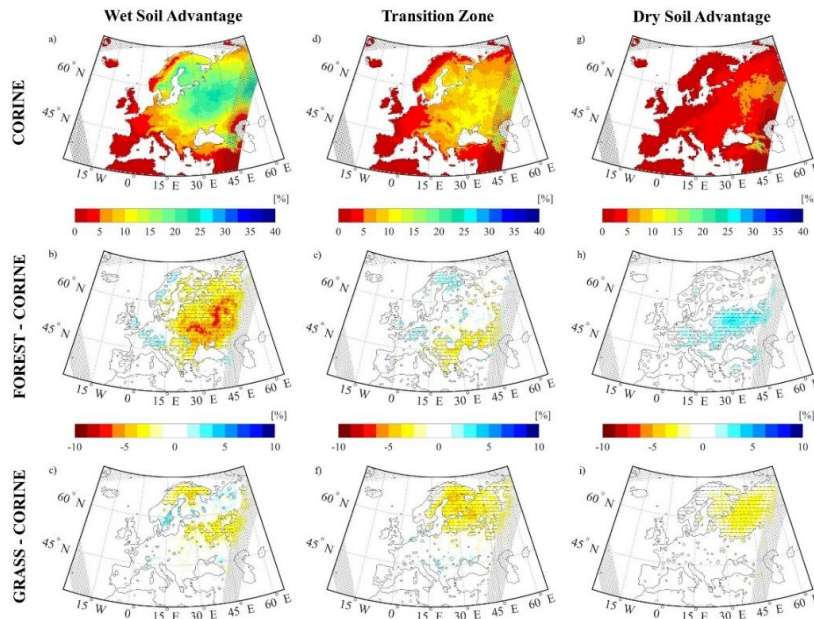 Wet Soil Advantage Transition Zone Dry Soil Advantage
CORINE
a) d) g)
60°N 60°N 60°N
45°N 45°N 45°N
15°W 0 15°E 30°E 45°E 60°E 15°W 0 15°E 30°E 45°E 60°E 15°W 0 15°E 30°E 45°E 60°E
[%] [%] [%]
0 5 10 15 20 25 30 35 40 0 5 10 15 20 25 30 35 40 0 5 10 15 20 25 30 35 40
FOREST - CORINE
b) e) h)
60°N 60°N 60°N
45°N 45°N 45°N
15°W 0 15°E 30°E 45°E 60°E 15°W 0 15°E 30°E 45°E 60°E 15°W 0 15°E 30°E 45°E 60°E
[%] [%] [%]
-10 -5 0 5 10 -10 -5 0 5 10 -10 -5 0 5 10
GRASS - CORINE
c) f) i)
60°N 60°N 60°N
45°N 45°N 45°N
15°W 0 15°E 30°E 45°E 60°E 15°W 0 15°E 30°E 45°E 60°E 15°W 0 15°E 30°E 45°E 60°E